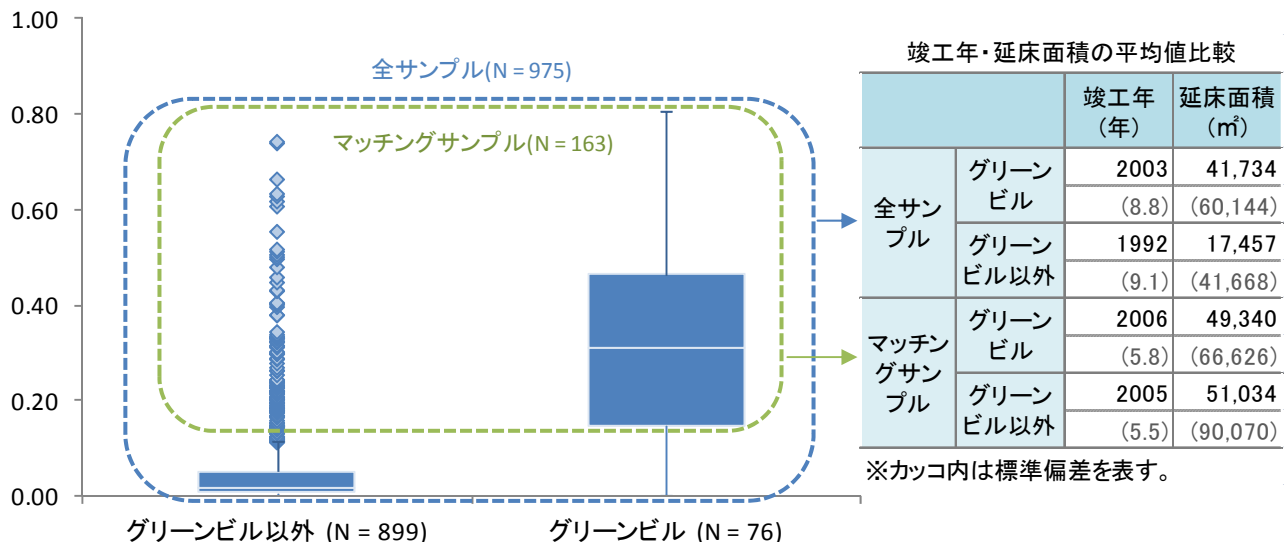 1.00
0.80
0.60
0.40
0.20
0.00
全サンプル(N = 975)
マッチングサンプル(N = 163)
グリーンビル以外 (N = 899)
グリーンビル (N = 76)
竣工年・延床面積の平均値比較
竣工年 延床面積
(年) (㎡)
全サン
プル
グリーン
ビル
2003 41,734
(8.8) (60,144)
グリーン
ビル以外
1992 17,457
(9.1) (41,668)
マッチン
グサン
プル
グリーン
ビル
2006 49,340
(5.8) (66,626)
グリーン
ビル以外
2005 51,034
(5.5) (90,070)
※カッコ内は標準偏差を表す。